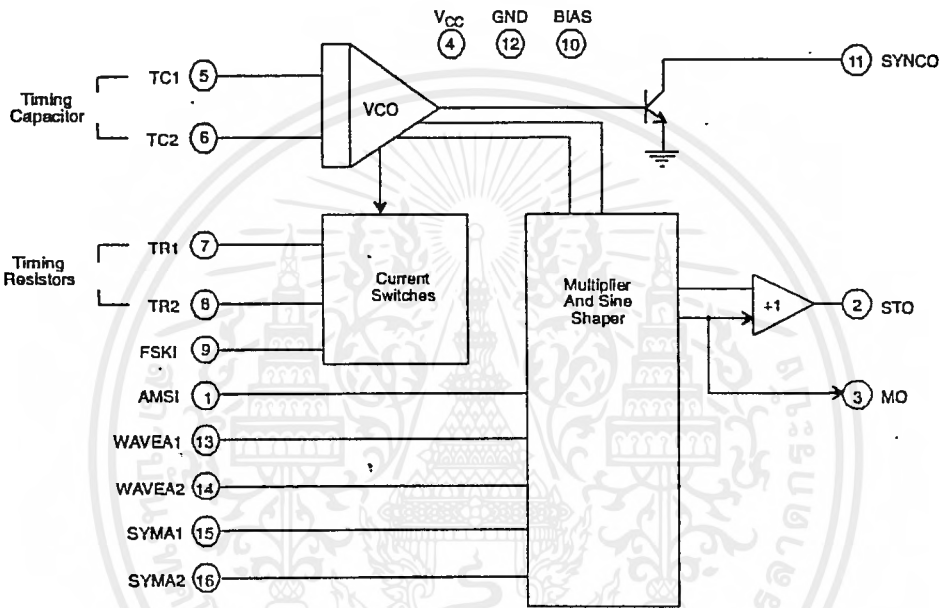 VCC GND BIAS
4 12 10
TC1 5
11 SYNCO
Timing
Capacitor
VCO
TC2 6
TR1 7
Timing
Resistors
Current
Switches
Multiplier
And Sine
Shaper
TR2 8
+1
2 STO
FSKI 9
AMSI 1
3 MO
WAVEA1 13
WAVEA2 14
SYMA1 15
SYMA2 16